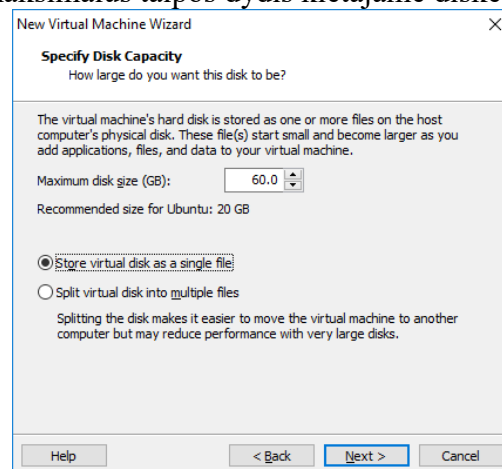 maksimalus talpos dydis kietajame diske
New Virtual Machine Wizard
Specify Disk Capacity
How large do you want this disk to be?
The virtual machine's hard disk is stored as one or more files on the host
computer's physical disk. These file(s) start small and become larger as you
add applications, files, and data to your virtual machine.
Maximum disk size (GB): 60.0
Recommended size for Ubuntu: 20 GB
Store virtual disk as a single file
Split virtual disk into multiple files
Splitting the disk makes it easier to move the virtual machine to another
computer but may reduce performance with very large disks.
Help < Back Next > Cancel